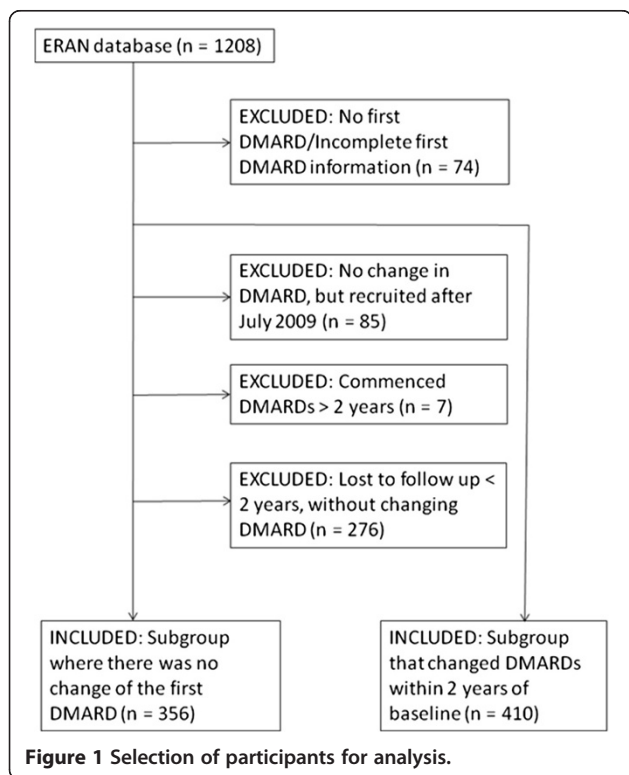 ERAN database (n = 1208)
EXCLUDED: No first
DMARD/Incomplete first
DMARD information (n = 74)
EXCLUDED: No change in
DMARD, but recruited after
July 2009 (n = 85)
EXCLUDED: Commenced
DMARDs > 2 years (n = 7)
EXCLUDED: Lost to follow up <
2 years, without changing
DMARD (n = 276)
INCLUDED: Subgroup
where there was no
change of the first
DMARD (n = 356)
INCLUDED: Subgroup
that changed DMARDs
within 2 years of
baseline (n = 410)
Figure 1 Selection of participants for analysis.